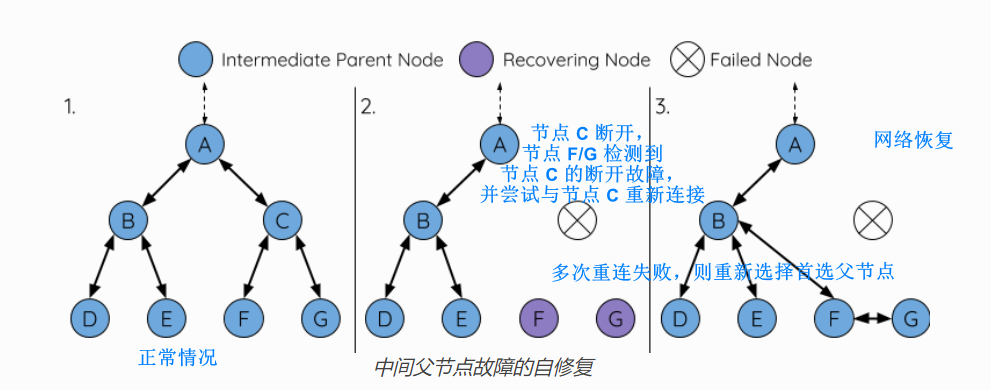 Intermediate Parent Node Recovering Node Failed Node
1.
2.
3.
A
B
C
D
E
F
G
正常情况
A
节点 C 断开，
节点 F/G 检测到
节点 C 的断开故障，
并尝试与节点 C 重新连接
B
多次重连失败，则重新选择首选父节点
D
E
F
G
A
网络恢复
B
D
E
F
G
中间父节点故障的自修复